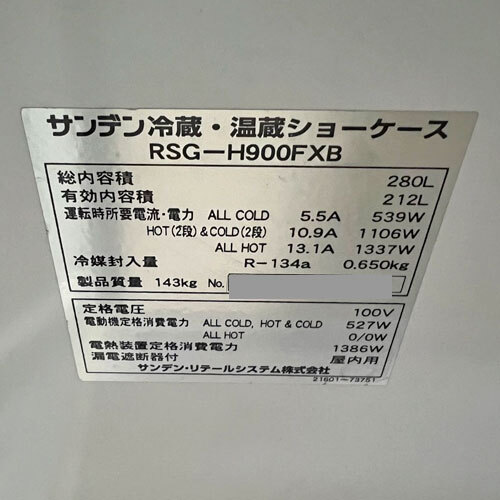 サンデン冷蔵・温蔵ショーケース
RSG－H900FXB
総内容積 280L
有効内容積 212L
運転時所要電流・電力 ALL COLD 5.5A 539W
HOT(2段)&COLD(2段) 10.9A 1106W
ALL HOT 13.1A 1337W
冷媒封入量 R－134a 0.650kg
製品質量 143kg No.
定格電圧 100V
電動機定格消費電力 ALL COLD, HOT & COLD 527W
ALL HOT 0/0W
電熱装置定格消費電力 1386W
漏電遮断器付 屋内用
サンデン・リテールシステム株式会社
21601－73751